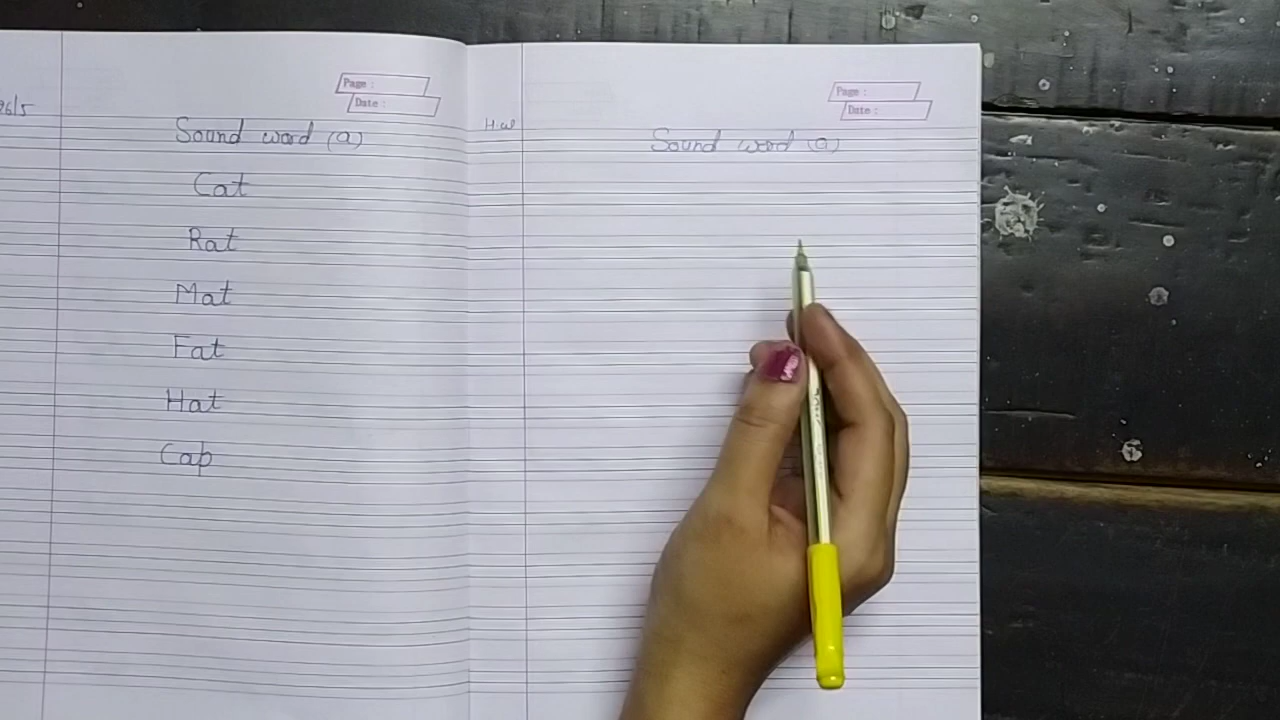 Page :
Date :
Sound word (a)
Cat
Rat
Mat
Fat
Hat
Cap
Page :
Date :
H.W
Sound word (a)